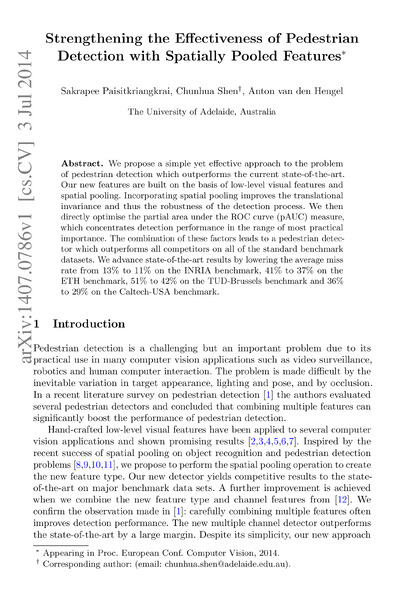 Strengthening the Effectiveness of Pedestrian
Detection with Spatially Pooled Features*
Sakrapee Paisitkriangkrai, Chunhua Shen†, Anton van den Hengel
The University of Adelaide, Australia
Abstract. We propose a simple yet effective approach to the problem
of pedestrian detection which outperforms the current state-of-the-art.
Our new features are built on the basis of low-level visual features and
spatial pooling. Incorporating spatial pooling improves the translational
invariance and thus the robustness of the detection process. We then
directly optimise the partial area under the ROC curve (pAUC) measure,
which concentrates detection performance in the range of most practical
importance. The combination of these factors leads to a pedestrian detec-
tor which outperforms all competitors on all of the standard benchmark
datasets. We advance state-of-the-art results by lowering the average miss
rate from 13% to 11% on the INRIA benchmark, 41% to 37% on the
ETH benchmark, 51% to 42% on the TUD-Brussels benchmark and 36%
to 29% on the Caltech-USA benchmark.
1 Introduction
Pedestrian detection is a challenging but an important problem due to its
practical use in many computer vision applications such as video surveillance,
robotics and human computer interaction. The problem is made difficult by the
inevitable variation in target appearance, lighting and pose, and by occlusion.
In a recent literature survey on pedestrian detection [1] the authors evaluated
several pedestrian detectors and concluded that combining multiple features can
significantly boost the performance of pedestrian detection.
Hand-crafted low-level visual features have been applied to several computer
vision applications and shown promising results [2,3,4,5,6,7]. Inspired by the
recent success of spatial pooling on object recognition and pedestrian detection
problems [8,9,10,11], we propose to perform the spatial pooling operation to create
the new feature type. Our new detector yields competitive results to the state-
of-the-art on major benchmark data sets. A further improvement is achieved
when we combine the new feature type and channel features from [12]. We
confirm the observation made in [1]: carefully combining multiple features often
improves detection performance. The new multiple channel detector outperforms
the state-of-the-art by a large margin. Despite its simplicity, our new approach
* Appearing in Proc. European Conf. Computer Vision, 2014.
† Corresponding author: (email: chunhua.shen@adelaide.edu.au).
arXiv:1407.0786v1 [cs.CV] 3 Jul 2014